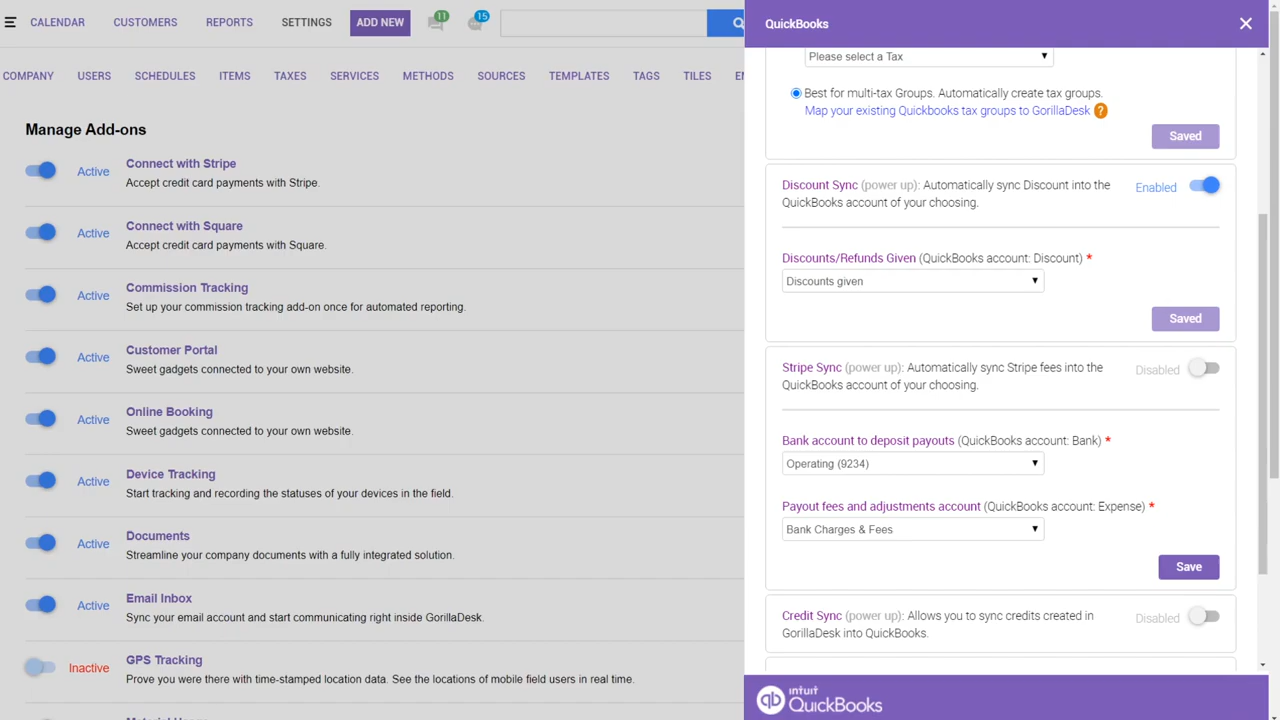 CALENDAR CUSTOMERS REPORTS SETTINGS ADD NEW 11 15
COMPANY USERS SCHEDULES ITEMS TAXES SERVICES METHODS SOURCES TEMPLATES TAGS TILES
Manage Add-ons
Active Connect with Stripe
Accept credit card payments with Stripe.
Active Connect with Square
Accept credit card payments with Square.
Active Commission Tracking
Set up your commission tracking add-on once for automated reporting.
Active Customer Portal
Sweet gadgets connected to your own website.
Active Online Booking
Sweet gadgets connected to your own website.
Active Device Tracking
Start tracking and recording the statuses of your devices in the field.
Active Documents
Streamline your company documents with a fully integrated solution.
Active Email Inbox
Sync your email account and start communicating right inside GorillaDesk.
Inactive GPS Tracking
Prove you were there with time-stamped location data. See the locations of mobile field users in real time.
QuickBooks
Please select a Tax
Best for multi-tax Groups. Automatically create tax groups.
Map your existing Quickbooks tax groups to GorillaDesk ?
Saved
Discount Sync (power up): Automatically sync Discount into the Enabled
QuickBooks account of your choosing.
Discounts/Refunds Given (QuickBooks account: Discount) *
Discounts given
Saved
Stripe Sync (power up): Automatically sync Stripe fees into the Disabled
QuickBooks account of your choosing.
Bank account to deposit payouts (QuickBooks account: Bank) *
Operating (9234)
Payout fees and adjustments account (QuickBooks account: Expense) *
Bank Charges & Fees
Save
Credit Sync (power up): Allows you to sync credits created in Disabled
GorillaDesk into QuickBooks.
qb intuit QuickBooks